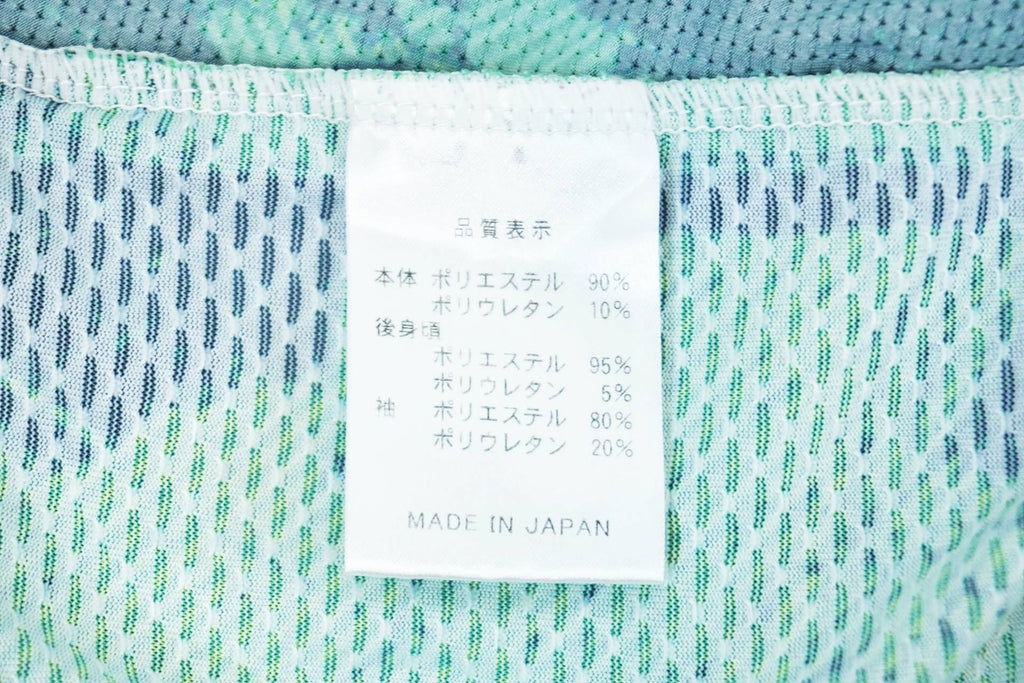 品質表示
本体 ポリエステル 90%
ポリウレタン 10%
後身頃
ポリエステル 95%
ポリウレタン 5%
袖 ポリエステル 80%
ポリウレタン 20%
MADE IN JAPAN